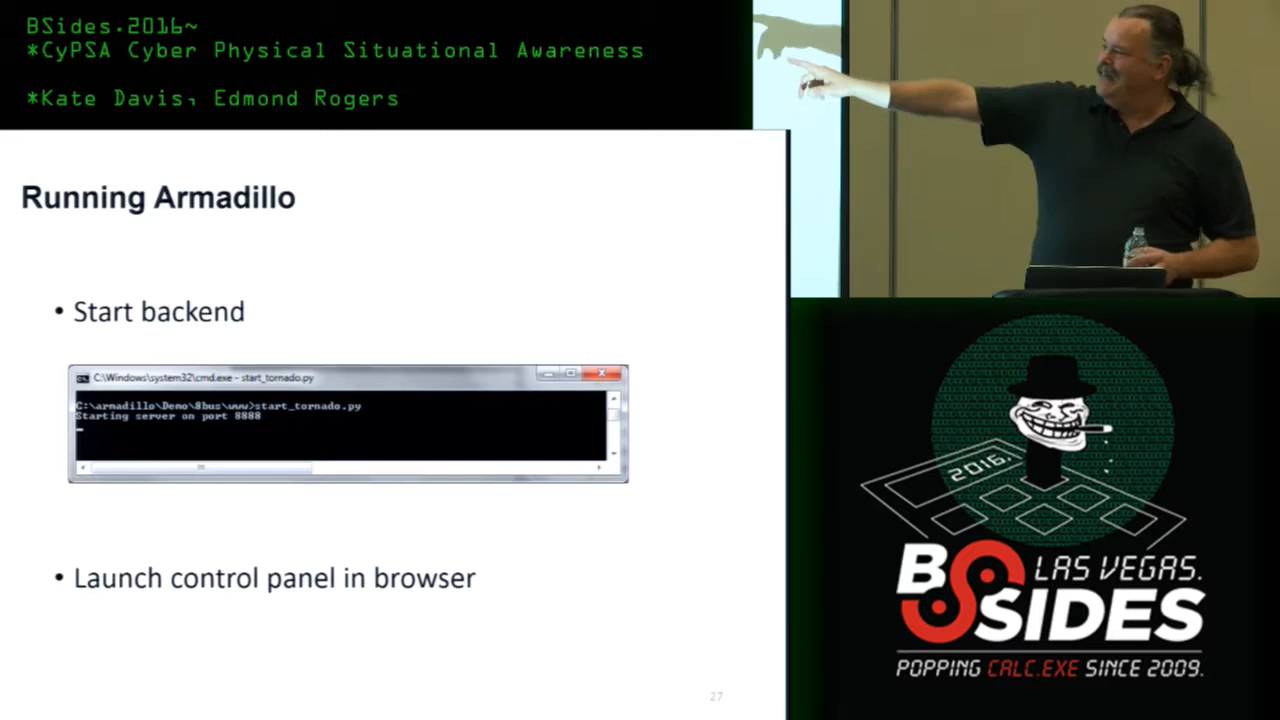 BSides.2016~
*CyPSA Cyber Physical Situational Awareness
*Kate Davis, Edmond Rogers
Running Armadillo
• Start backend
C:\Windows\system32\cmd.exe - start_tornado.py
C:\armadillo\Demo\8bus\www>start_tornado.py
Starting server on port 8888
• Launch control panel in browser
27
2016.
BSIDES
LAS VEGAS.
POPPING CALC.EXE SINCE 2009.